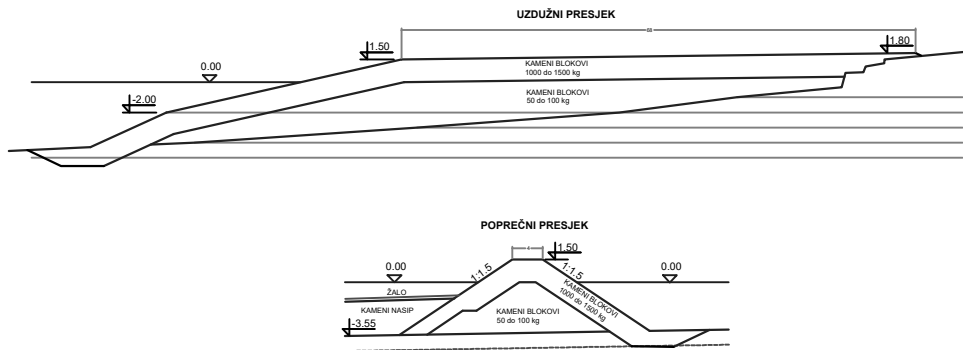 UZDUŽNI PRESJEK
1.50
1.80
0.00
KAMENI BLOKOVI
1000 do 1500 kg
KAMENI BLOKOVI
50 do 100 kg
-2.00
POPREČNI PRESJEK
1.50
0.00
1:1.5
1:1.5
0.00
KAMENI BLOKOVI
1000 do 1500 kg
ŽALO
KAMENI NASIP
KAMENI BLOKOVI
50 do 100 kg
-3.55